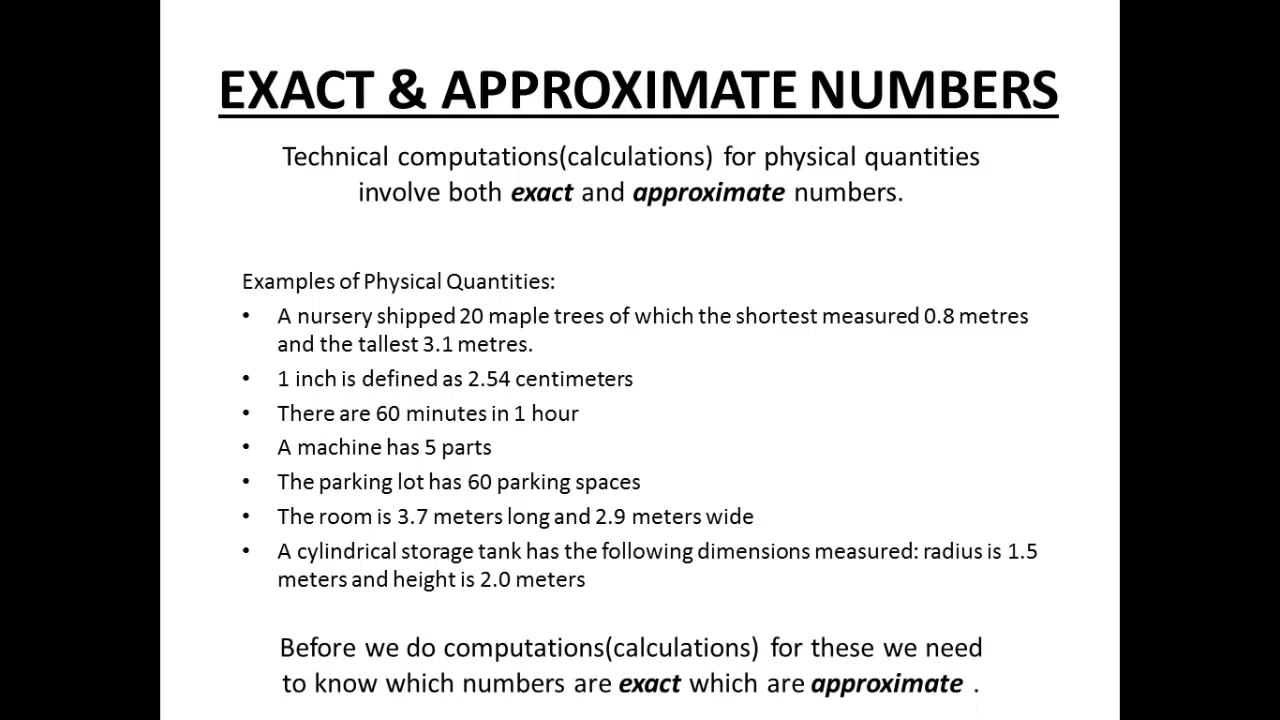 EXACT & APPROXIMATE NUMBERS
Technical computations(calculations) for physical quantities
involve both exact and approximate numbers.
Examples of Physical Quantities:
• A nursery shipped 20 maple trees of which the shortest measured 0.8 metres
and the tallest 3.1 metres.
• 1 inch is defined as 2.54 centimeters
• There are 60 minutes in 1 hour
• A machine has 5 parts
• The parking lot has 60 parking spaces
• The room is 3.7 meters long and 2.9 meters wide
• A cylindrical storage tank has the following dimensions measured: radius is 1.5
meters and height is 2.0 meters
Before we do computations(calculations) for these we need
to know which numbers are exact which are approximate .